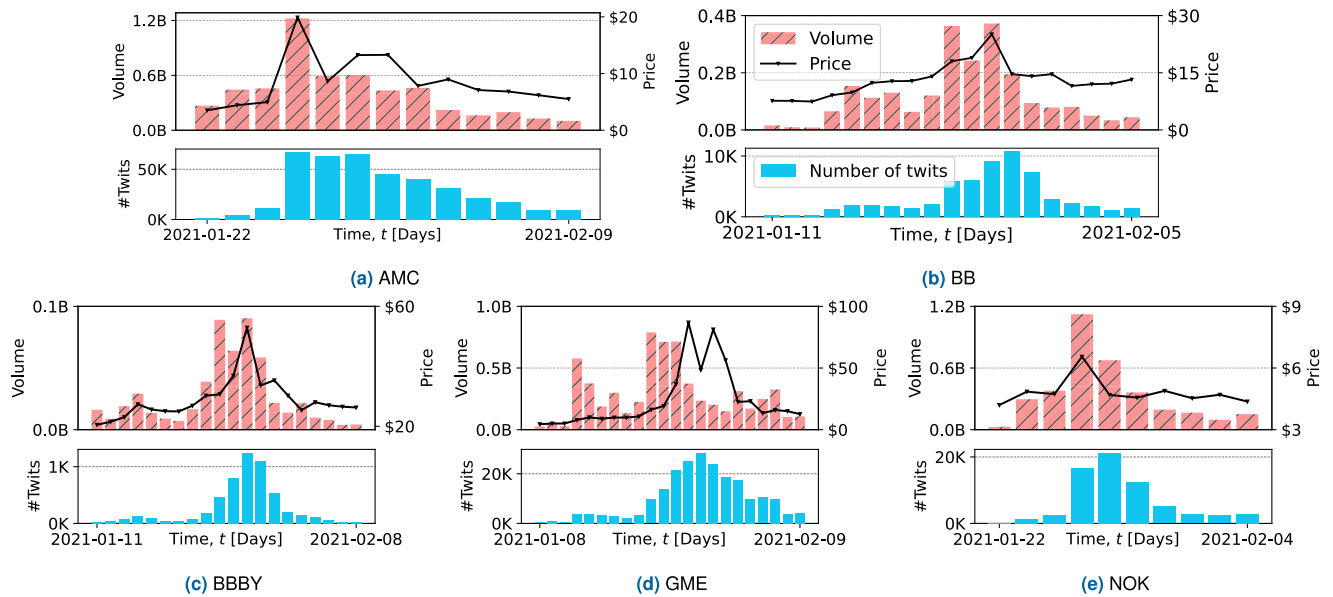 1.2B
0.6B
0.0B
Volume
$20
$10
$0
Price
50K
0K
#Twits
2021-01-22
Time, t [Days]
2021-02-09
(a) AMC
0.4B
0.2B
0.0B
Volume
Volume
Price
$30
$15
$0
Price
10K
0K
#Twits
Number of twits
2021-01-11
Time, t [Days]
2021-02-05
(b) BB
0.1B
0.0B
Volume
$60
$20
Price
1K
0K
#Twits
2021-01-11
Time, t [Days]
2021-02-08
(c) BBBY
1.0B
0.5B
0.0B
Volume
$100
$50
$0
Price
20K
0K
#Twits
2021-01-08
Time, t [Days]
2021-02-09
(d) GME
1.2B
0.6B
0.0B
Volume
$9
$6
$3
Price
20K
0K
#Twits
2021-01-22
Time, t [Days]
2021-02-04
(e) NOK